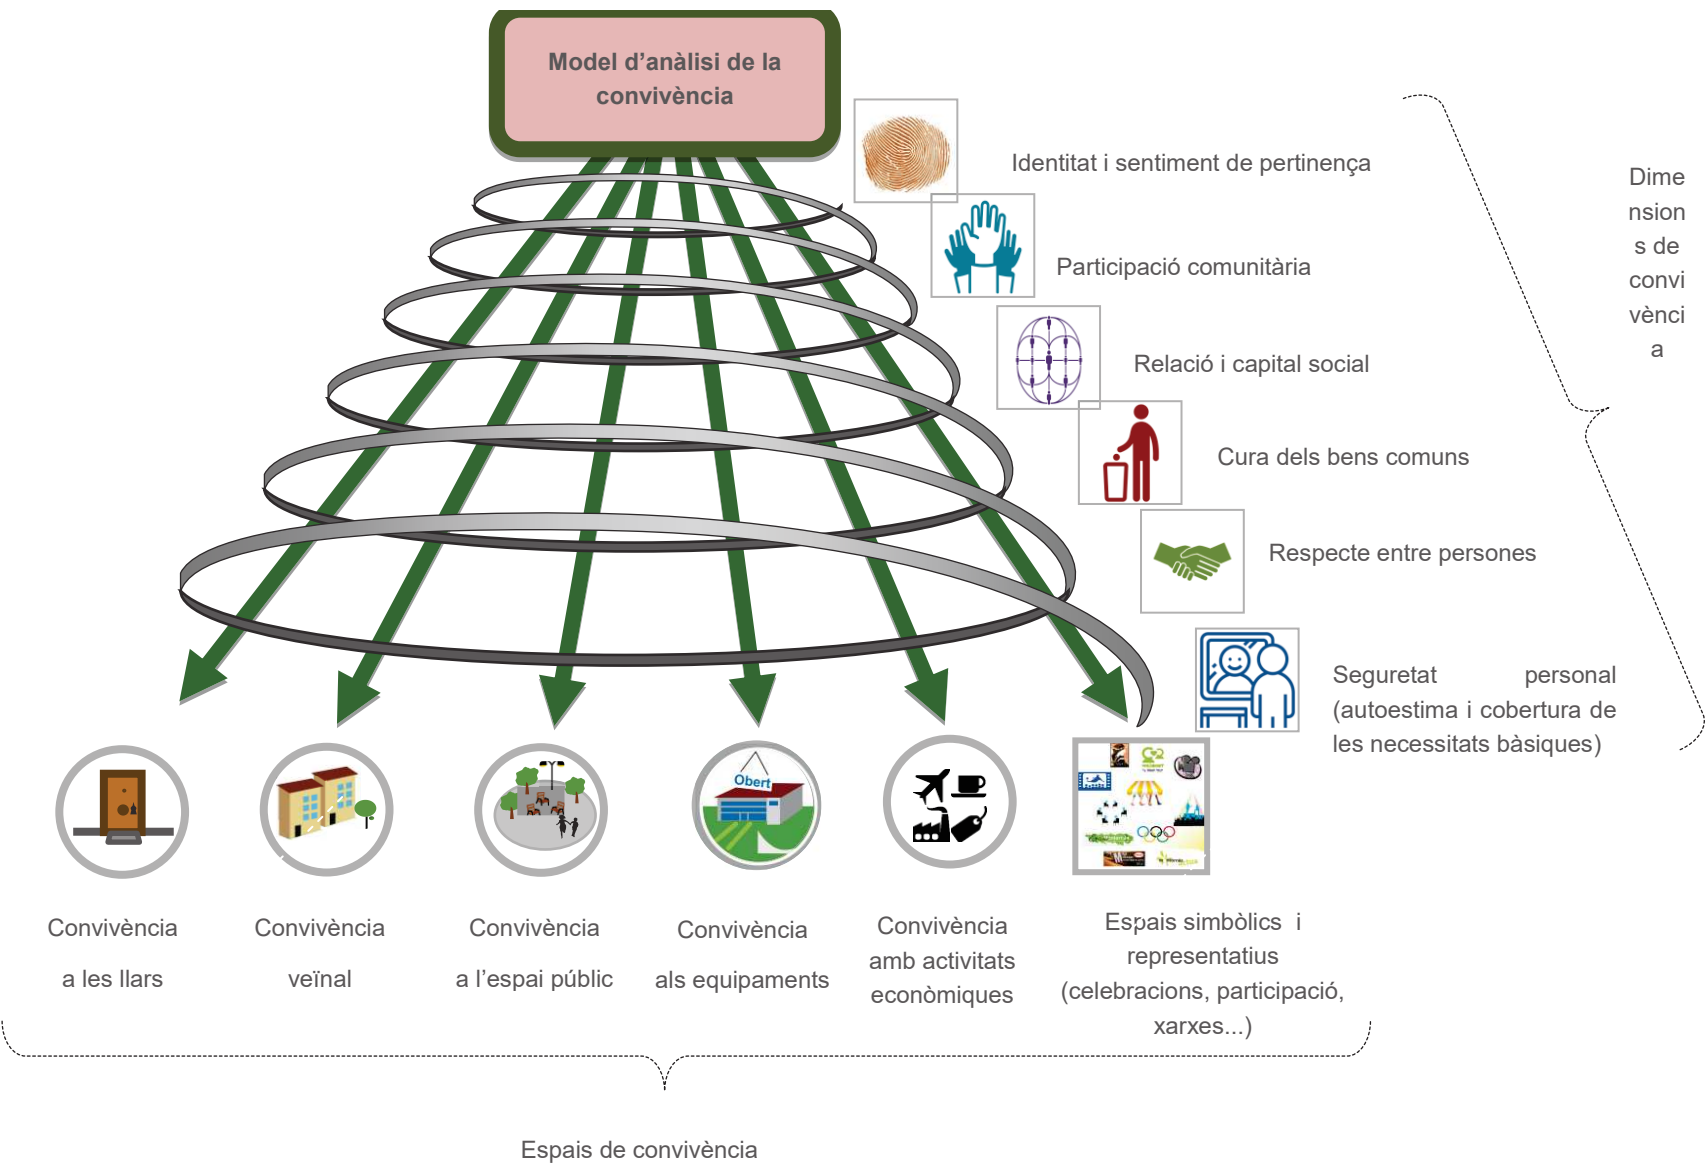 Model d’anàlisi de la
convivència
Identitat i sentiment de pertinença
Participació comunitària
Relació i capital social
Cura dels bens comuns
Respecte entre persones
Seguretat personal
(autoestima i cobertura de
les necessitats bàsiques)
Dime
nsion
s de
convi
vènci
a
Obert
Convivència
a les llars
Convivència
veïnal
Convivència
a l’espai públic
Convivència
als equipaments
Convivència
amb activitats
econòmiques
Espais simbòlics i
representatius
(celebracions, participació,
xarxes...)
Espais de convivència